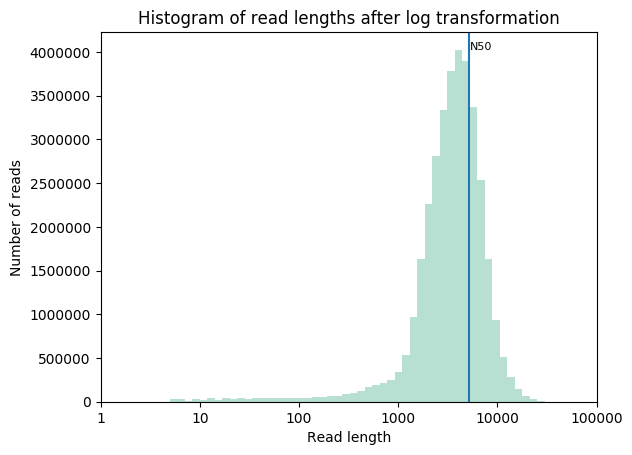 Histogram of read lengths after log transformation
N50
4000000
3500000
3000000
2500000
2000000
1500000
1000000
500000
0
Number of reads
1 10 100 1000 10000 100000
Read length